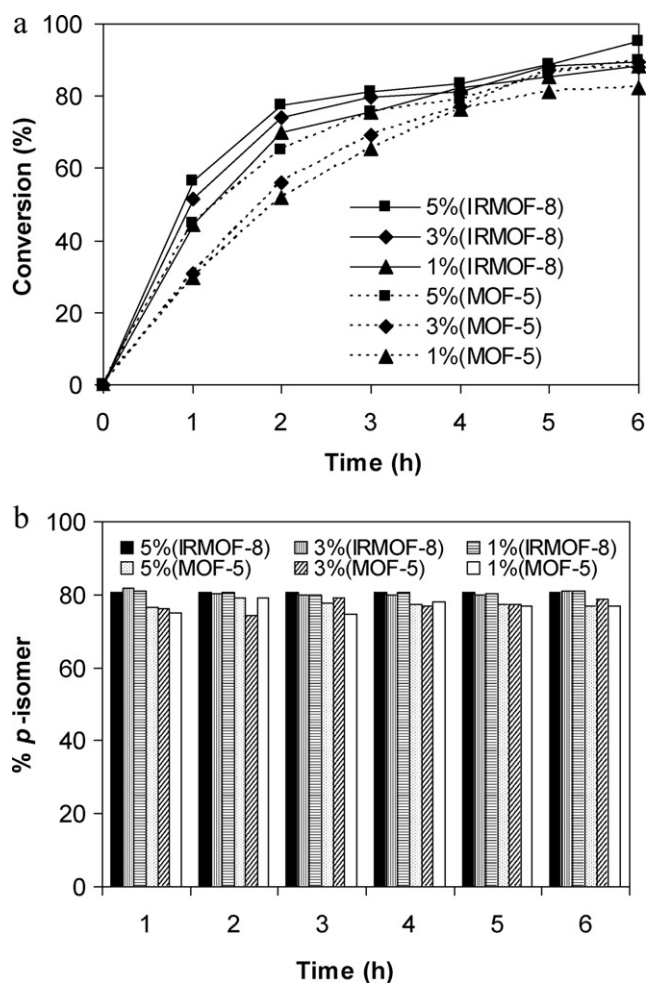 a
100
80
60
40
20
0
Conversion (%)
5%(IRMOF-8)
3%(IRMOF-8)
1%(IRMOF-8)
5%(MOF-5)
3%(MOF-5)
1%(MOF-5)
0 1 2 3 4 5 6
Time (h)
b
100
80
60
40
20
0
% p-isomer
5%(IRMOF-8) 3%(IRMOF-8) 1%(IRMOF-8)
5%(MOF-5) 3%(MOF-5) 1%(MOF-5)
1 2 3 4 5 6
Time (h)